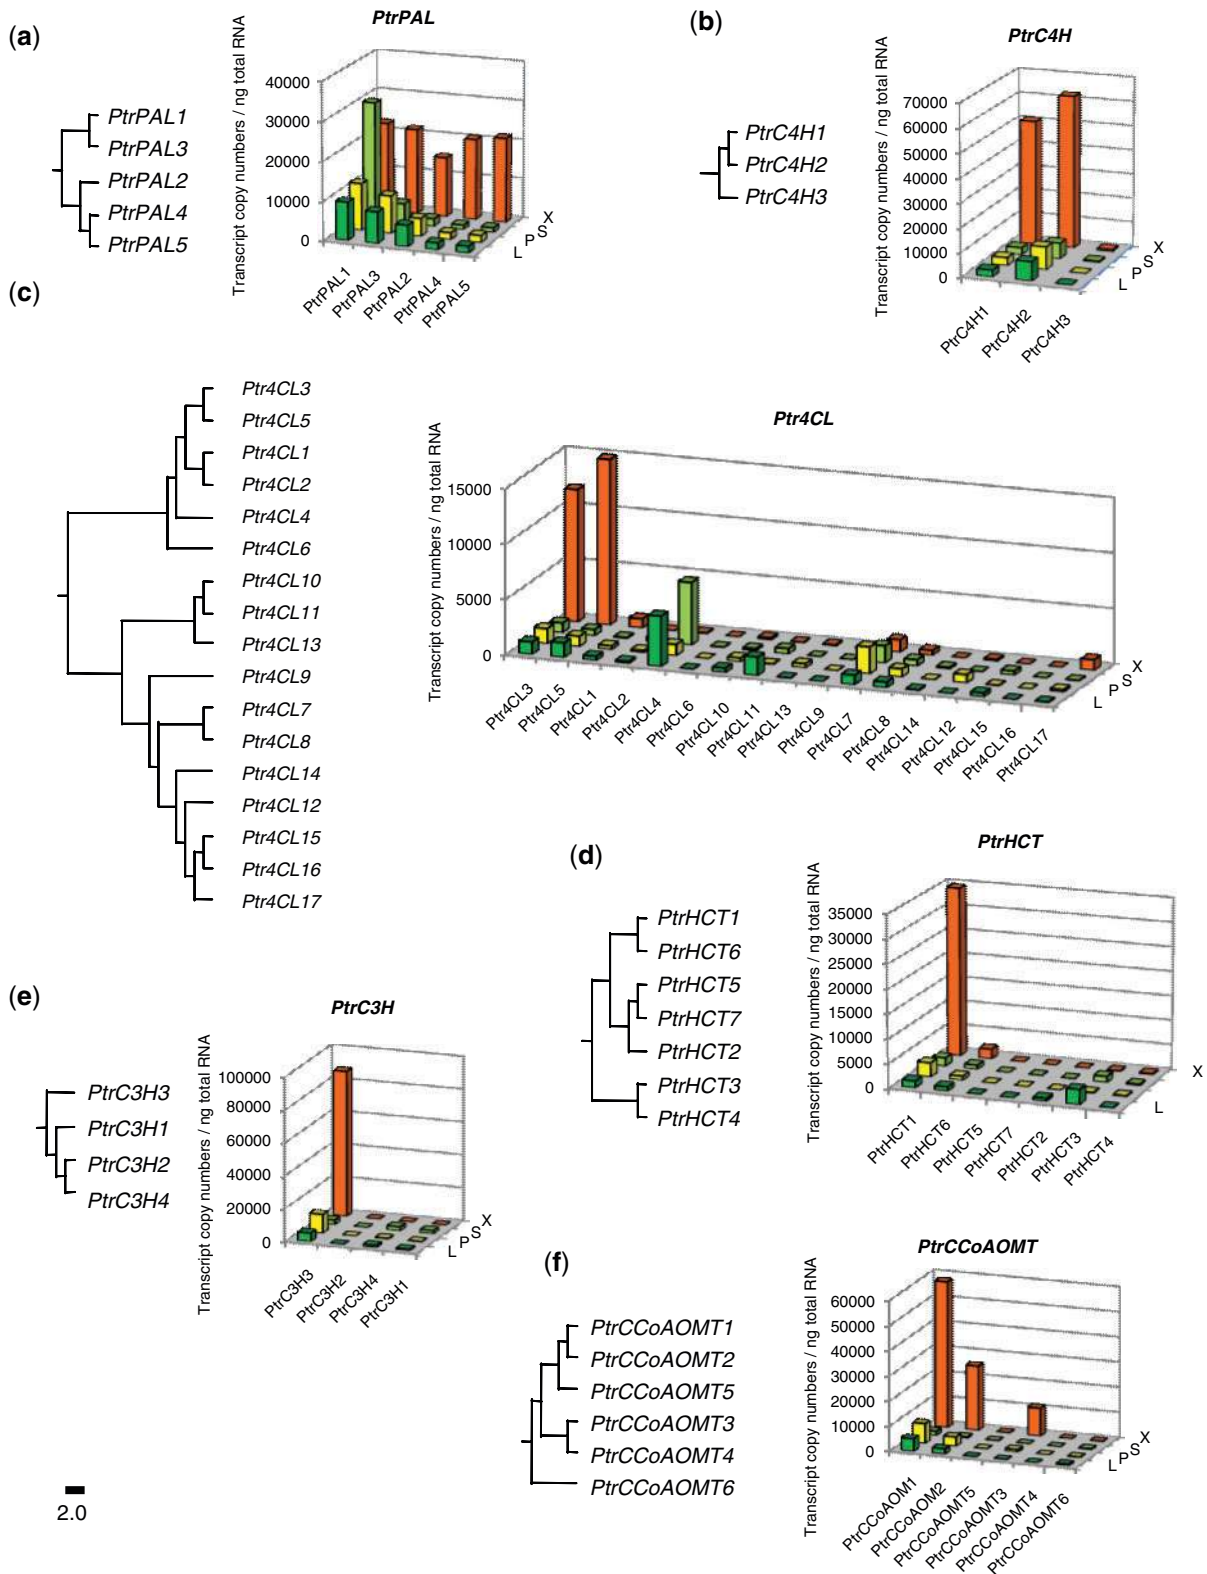 (a)
PtrPAL1
PtrPAL3
PtrPAL2
PtrPAL4
PtrPAL5
PtrPAL
Transcript copy numbers / ng total RNA
40000
30000
20000
10000
0
PtrPAL1
PtrPAL3
PtrPAL2
PtrPAL4
PtrPAL5
L
P
S
X
(b)
PtrC4H1
PtrC4H2
PtrC4H3
PtrC4H
Transcript copy numbers / ng total RNA
70000
60000
50000
40000
30000
20000
10000
0
PtrC4H1
PtrC4H2
PtrC4H3
L
P
S
X
(c)
Ptr4CL3
Ptr4CL5
Ptr4CL1
Ptr4CL2
Ptr4CL4
Ptr4CL6
Ptr4CL10
Ptr4CL11
Ptr4CL13
Ptr4CL9
Ptr4CL7
Ptr4CL8
Ptr4CL14
Ptr4CL12
Ptr4CL15
Ptr4CL16
Ptr4CL17
Ptr4CL
Transcript copy numbers / ng total RNA
15000
10000
5000
0
Ptr4CL3
Ptr4CL5
Ptr4CL1
Ptr4CL2
Ptr4CL4
Ptr4CL6
Ptr4CL10
Ptr4CL11
Ptr4CL13
Ptr4CL9
Ptr4CL7
Ptr4CL8
Ptr4CL14
Ptr4CL12
Ptr4CL15
Ptr4CL16
Ptr4CL17
L
P
S
X
(d)
PtrHCT1
PtrHCT6
PtrHCT5
PtrHCT7
PtrHCT2
PtrHCT3
PtrHCT4
PtrHCT
Transcript copy numbers / ng total RNA
35000
30000
25000
20000
15000
10000
5000
0
PtrHCT1
PtrHCT6
PtrHCT5
PtrHCT7
PtrHCT2
PtrHCT3
PtrHCT4
L
X
(e)
PtrC3H3
PtrC3H1
PtrC3H2
PtrC3H4
PtrC3H
Transcript copy numbers / ng total RNA
100000
80000
60000
40000
20000
0
PtrC3H3
PtrC3H2
PtrC3H4
PtrC3H1
L
P
S
X
(f)
PtrCCoAOMT1
PtrCCoAOMT2
PtrCCoAOMT5
PtrCCoAOMT3
PtrCCoAOMT4
PtrCCoAOMT6
PtrCCoAOMT
Transcript copy numbers / ng total RNA
60000
50000
40000
30000
20000
10000
0
PtrCCoAOM1
PtrCCoAOM2
PtrCCoAOMT5
PtrCCoAOMT3
PtrCCoAOMT4
PtrCCoAOMT6
L
P
S
X
2.0